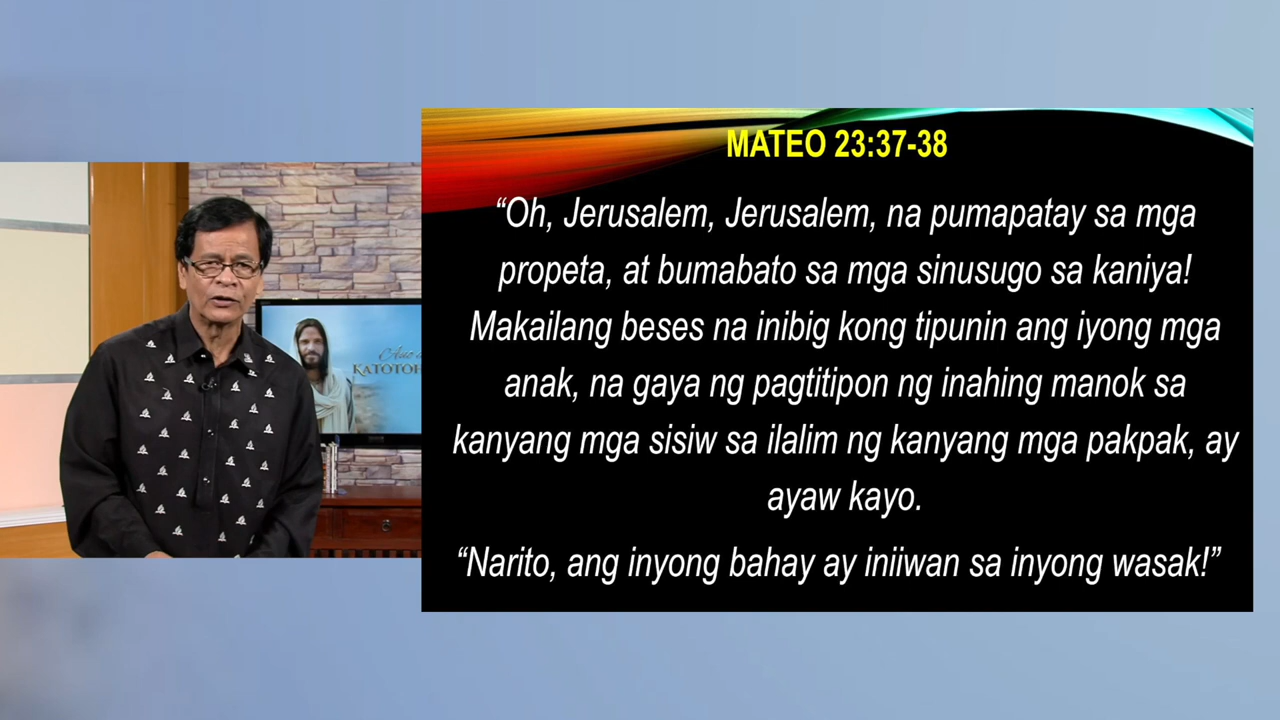 MATEO 23:37-38
“Oh, Jerusalem, Jerusalem, na pumapatay sa mga
propeta, at bumabato sa mga sinusugo sa kaniya!
Makailang beses na inibig kong tipunin ang iyong mga
anak, na gaya ng pagtitipon ng inahing manok sa
kanyang mga sisiw sa ilalim ng kanyang mga pakpak, ay
ayaw kayo.
“Narito, ang inyong bahay ay iniiwan sa inyong wasak!”